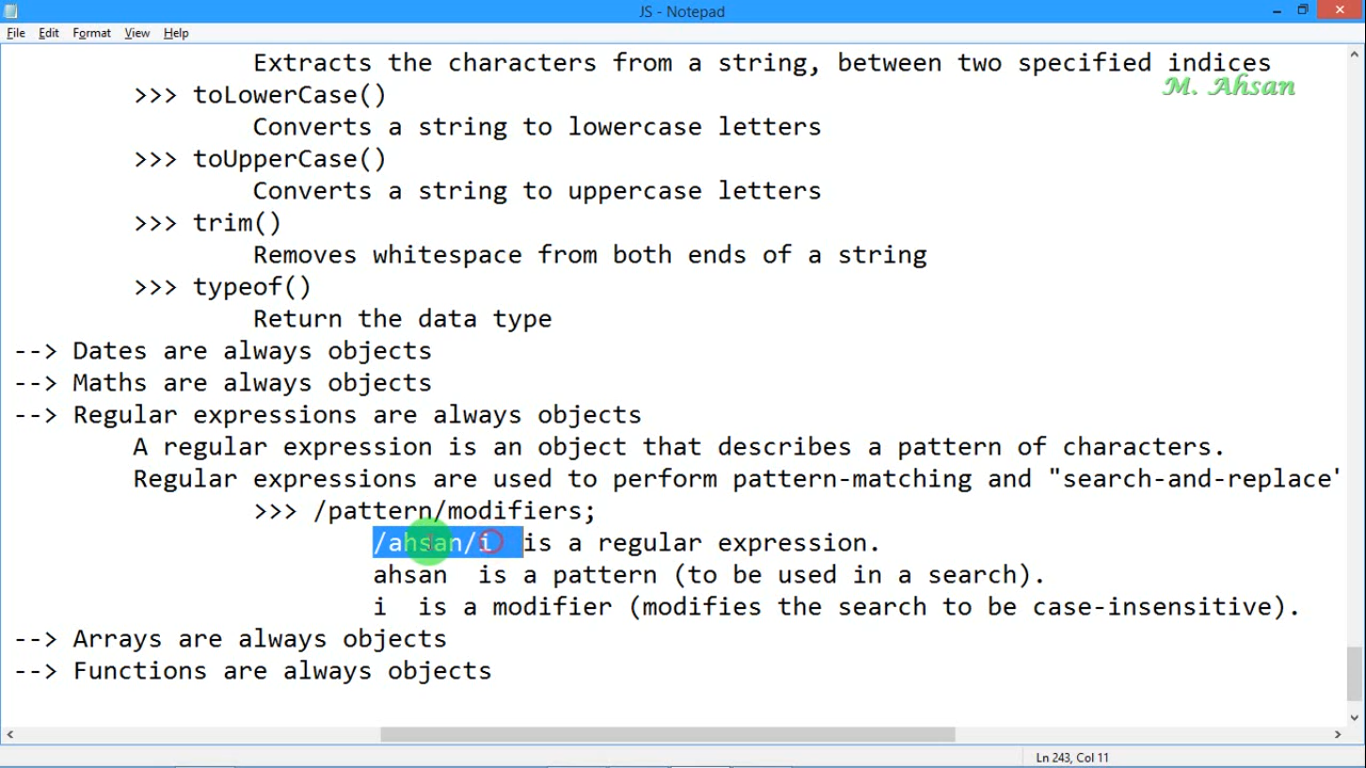 JS - Notepad
File Edit Format View Help
Extracts the characters from a string, between two specified indices
M. Ahsan
>>> toLowerCase()
Converts a string to lowercase letters
>>> toUpperCase()
Converts a string to uppercase letters
>>> trim()
Removes whitespace from both ends of a string
>>> typeof()
Return the data type
--> Dates are always objects
--> Maths are always objects
--> Regular expressions are always objects
A regular expression is an object that describes a pattern of characters.
Regular expressions are used to perform pattern-matching and "search-and-replace'
>>> /pattern/modifiers;
/ahsan/i  is a regular expression.
ahsan  is a pattern (to be used in a search).
i  is a modifier (modifies the search to be case-insensitive).
--> Arrays are always objects
--> Functions are always objects
Ln 243, Col 11